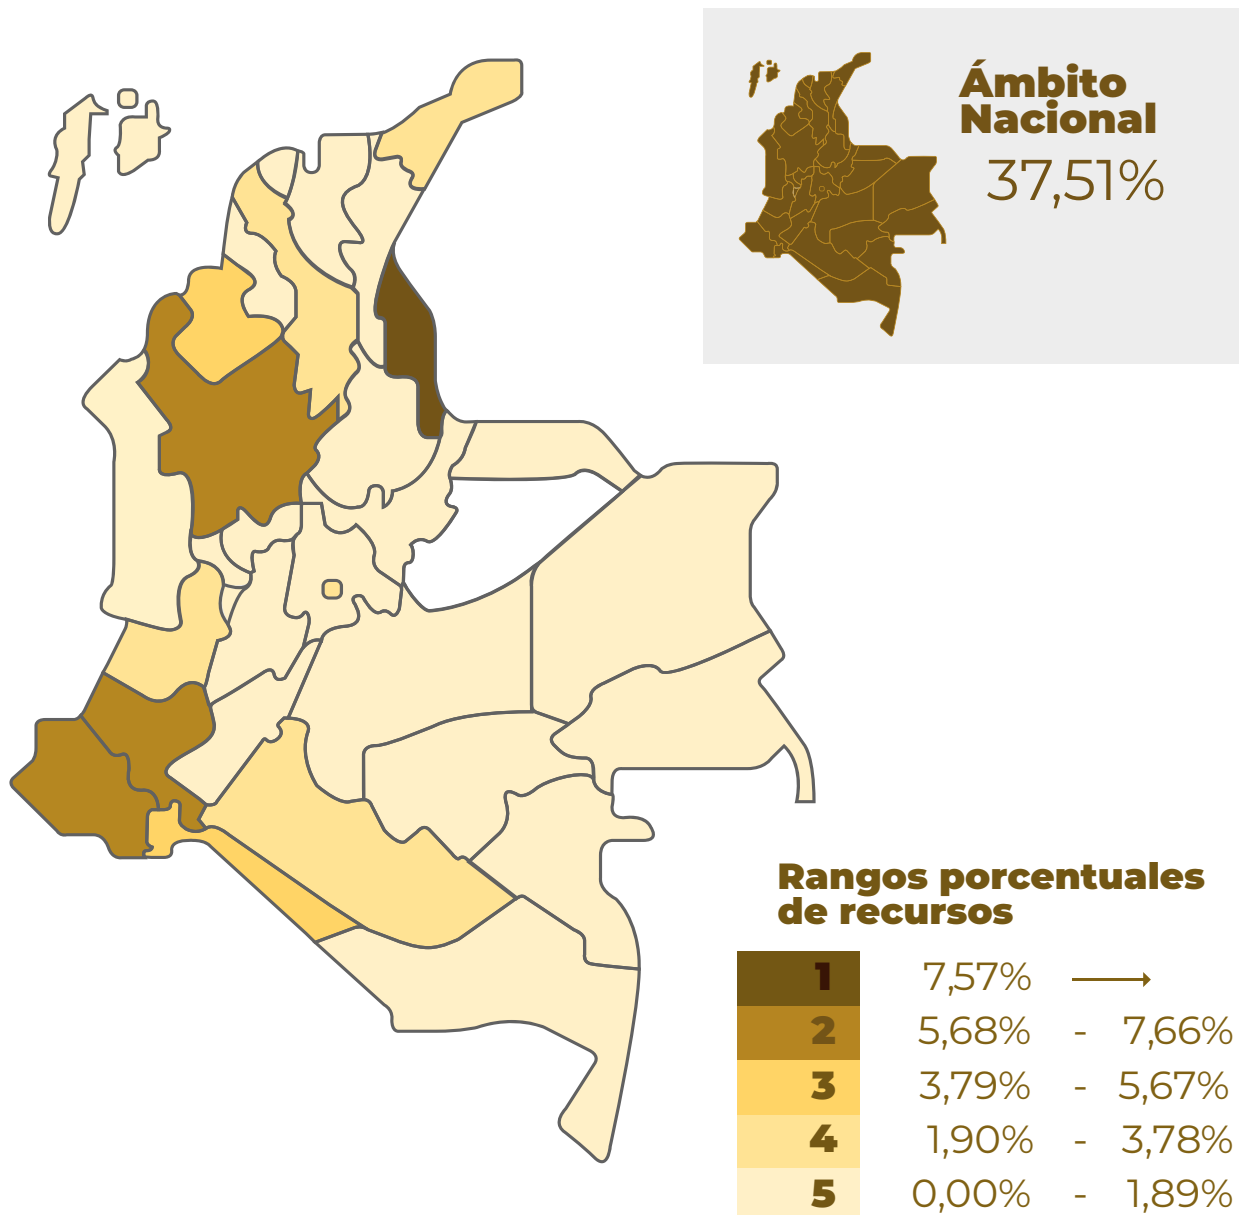 Ámbito
Nacional
37,51%
Rangos porcentuales
de recursos
1 7,57%
2 5,68% - 7,66%
3 3,79% - 5,67%
4 1,90% - 3,78%
5 0,00% - 1,89%